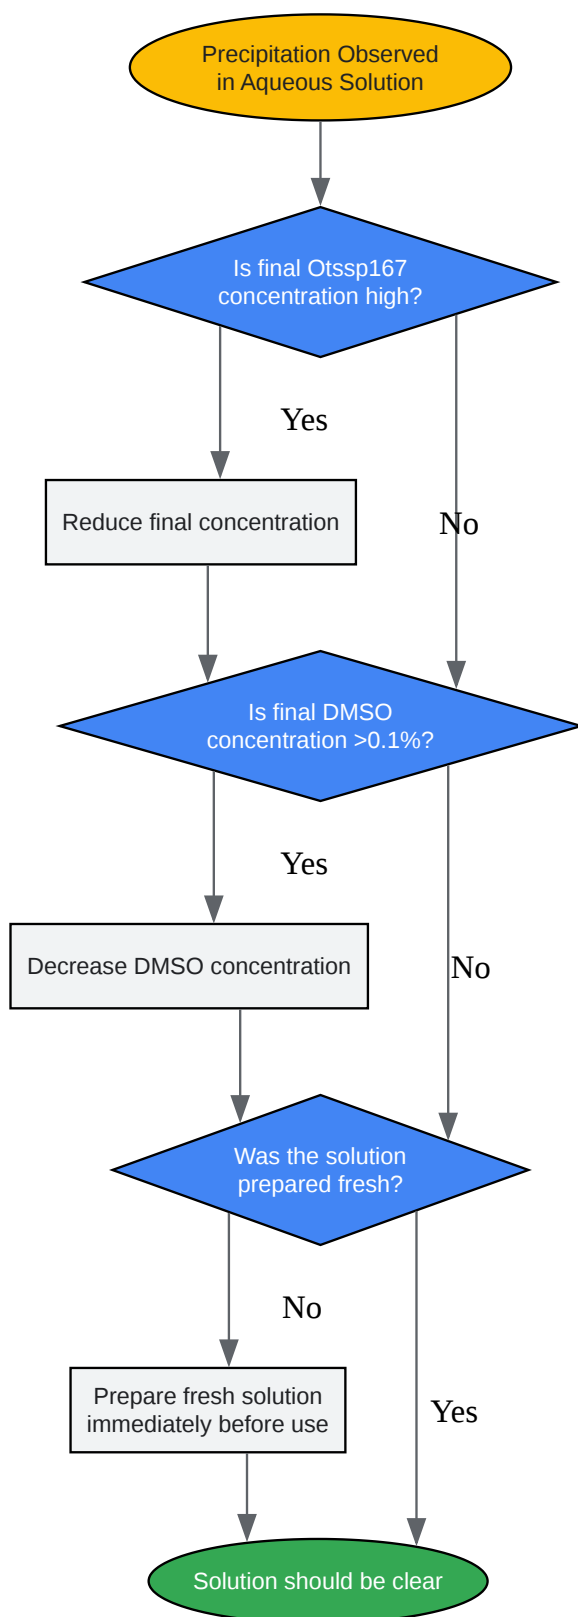 Precipitation Observed
in Aqueous Solution
Is final Otssp167
concentration high?
Yes
Reduce final concentration
No
Is final DMSO
concentration >0.1%?
Yes
Decrease DMSO concentration
No
Was the solution
prepared fresh?
No
Prepare fresh solution
immediately before use
Yes
Solution should be clear